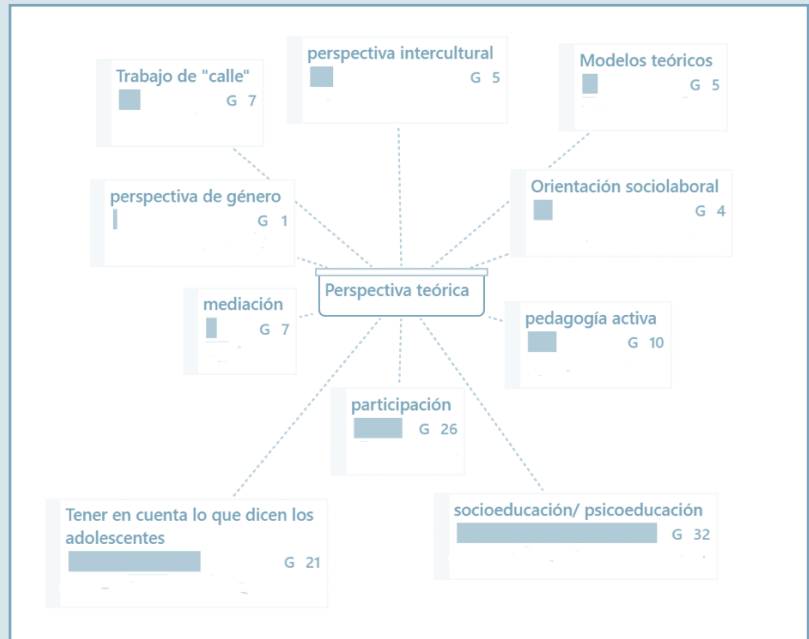 perspectiva intercultural
G 5
Modelos teóricos
G 5
Trabajo de "calle"
G 7
Orientación sociolaboral
G 4
perspectiva de género
G 1
Perspectiva teórica
mediación
G 7
pedagogía activa
G 10
participación
G 26
Tener en cuenta lo que dicen los
adolescentes
G 21
socioeducación/ psicoeducación
G 32